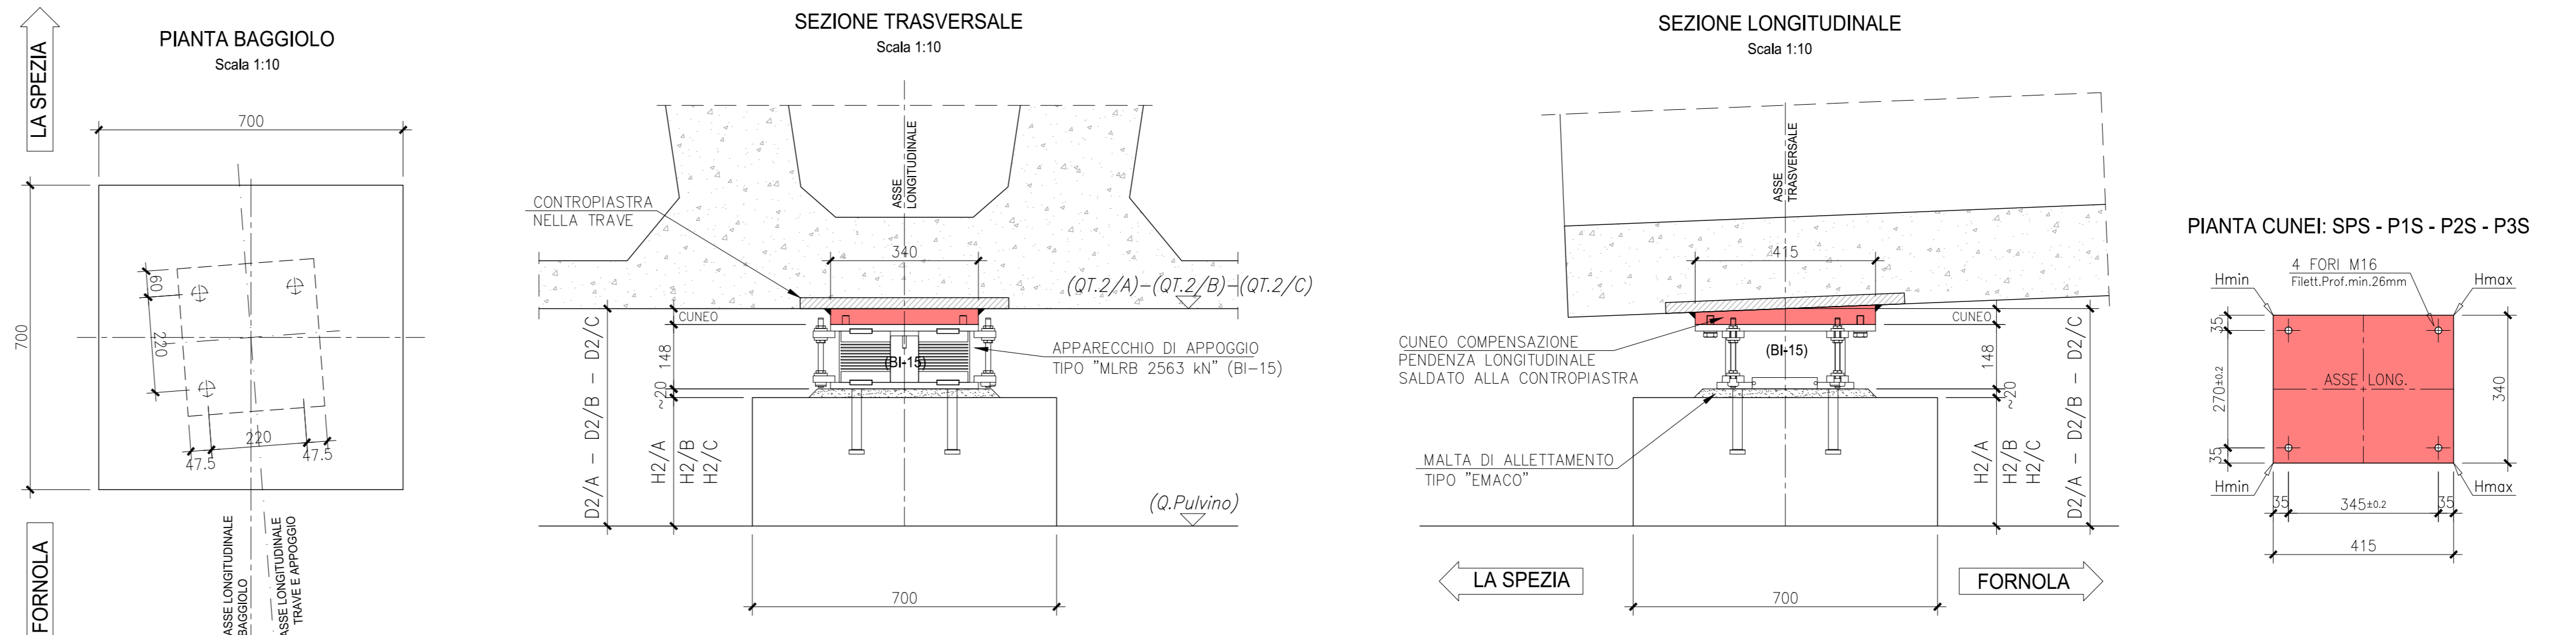 LA SPEZIA
PIANTA BAGGIOLO
Scala 1:10
700
700
60
220
220
47.5
47.5
FORNOLA
ASSE LONGITUDINALE
BAGGIOLO
ASSE LONGITUDINALE
TRAVE E APPOGGIO
SEZIONE TRASVERSALE
Scala 1:10
ASSE
LONGITUDINALE
CONTROPIASTRA
NELLA TRAVE
340
(QT.2/A)-(QT.2/B)-(QT.2/C)
CUNEO
148
~20
(BI-15)
APPARECCHIO DI APPOGGIO
TIPO "MLRB 2563 kN" (BI-15)
D2/A - D2/B - D2/C
H2/A
H2/B
H2/C
(Q.Pulvino)
700
SEZIONE LONGITUDINALE
Scala 1:10
ASSE
TRASVERSALE
415
CUNEO
CUNEO COMPENSAZIONE
PENDENZA LONGITUDINALE
SALDATO ALLA CONTROPIASTRA
(BI-15)
148
~20
MALTA DI ALLETTAMENTO
TIPO "EMACO"
H2/A
H2/B
H2/C
D2/A - D2/B - D2/C
LA SPEZIA
FORNOLA
700
PIANTA CUNEI: SPS - P1S - P2S - P3S
4 FORI M16
Filett.Prof.min.26mm
Hmin
Hmax
35
270±0.2
35
ASSE LONG.
340
Hmin
Hmax
35
345±0.2
35
415